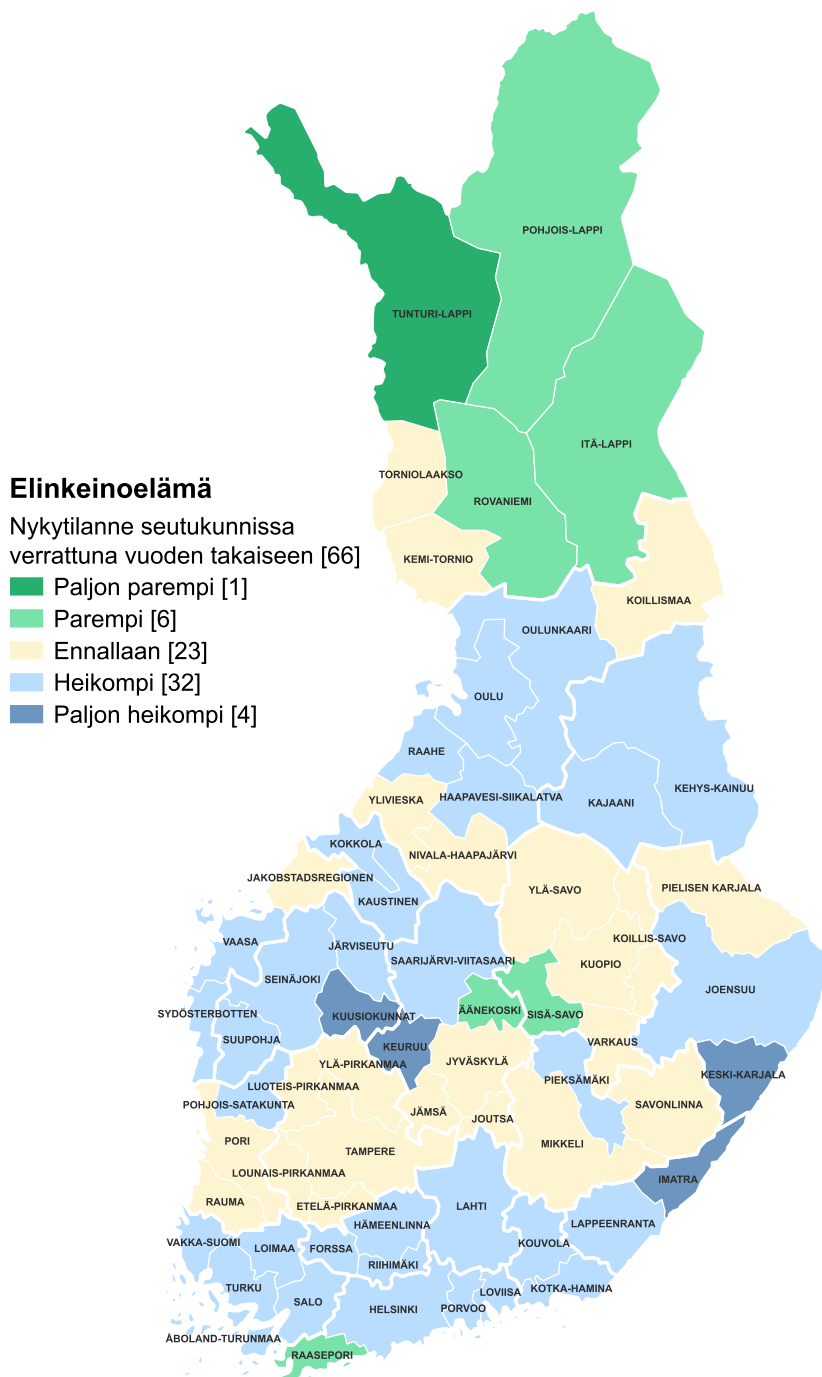 POHJOIS-LAPPI
TUNTURI-LAPPI
ITÄ-LAPPI
TORNIOLAAKSO
ROVANIEMI
KEMI-TORNIO
KOILLISMAA
Elinkeinoelämä
Nykytilanne seutukunnissa
verrattuna vuoden takaiseen [66]
Paljon parempi [1]
Parempi [6]
Ennallaan [23]
Heikompi [32]
Paljon heikompi [4]
OULUNKAARI
OULU
RAAHE
KEHYS-KAINUU
HAAPAVESI-SIIKALATVA
YLIVIESKA
KAJAANI
KOKKOLA
NIVALA-HAAPAJÄRVI
JAKOBSTADSREGIONEN
PIELISEN KARJALA
YLÄ-SAVO
KAUSTINEN
KOILLIS-SAVO
VAASA
JÄRVISEUTU
SAARIJÄRVI-VIITASAARI
KUOPIO
SEINÄJOKI
JOENSUU
ÄÄNEKOSKI
SYDÖSTERBOTTEN
SISÄ-SAVO
KUUSIOKUNNAT
SUUPOHJA
VARKAUS
KEURUU
JYVÄSKYLÄ
YLÄ-PIRKANMAA
KESKI-KARJALA
PIEKSÄMÄKI
LUOTEIS-PIRKANMAA
POHJOIS-SATAKUNTA
SAVONLINNA
JÄMSÄ
JOUTSA
PORI
MIKKELI
TAMPERE
LOUNAIS-PIRKANMAA
IMATRA
RAUMA
ETELÄ-PIRKANMAA
LAHTI
HÄMEENLINNA
LAPPEENRANTA
VAKKA-SUOMI
KOUVOLA
LOIMAA
FORSSA
RIIHIMÄKI
TURKU
KOTKA-HAMINA
LOVIISA
SALO
HELSINKI
PORVOO
ÅBOLAND-TURUNMAA
RAASEPORI